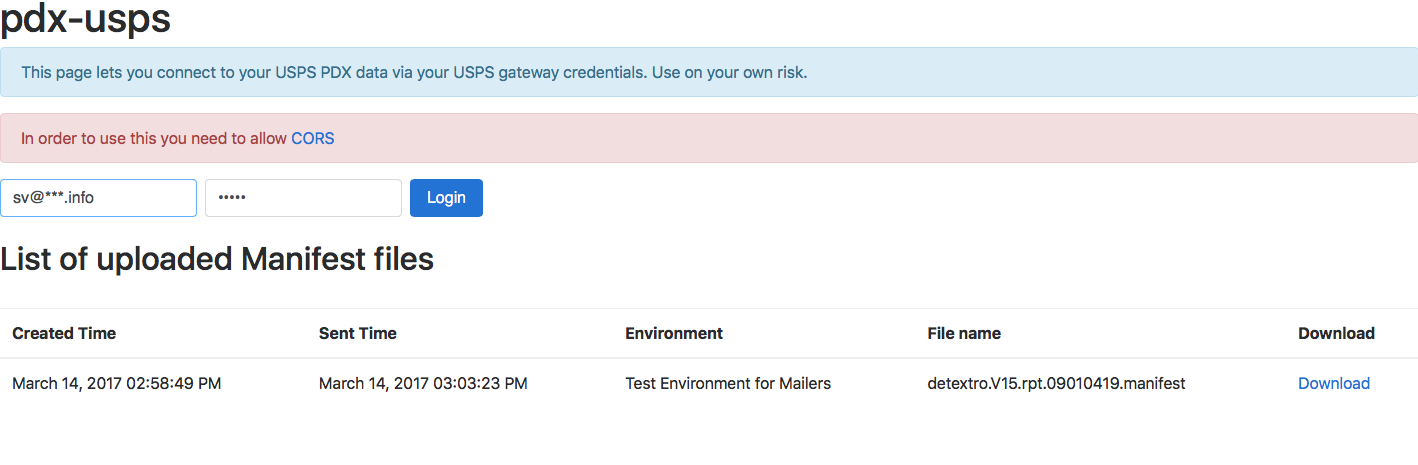 pdx-usps
This page lets you connect to your USPS PDX data via your USPS gateway credentials. Use on your own risk.
In order to use this you need to allow CORS
sv@***.info ••••• Login
List of uploaded Manifest files
Created Time Sent Time Environment File name Download
March 14, 2017 02:58:49 PM March 14, 2017 03:03:23 PM Test Environment for Mailers detextro.V15.rpt.09010419.manifest Download